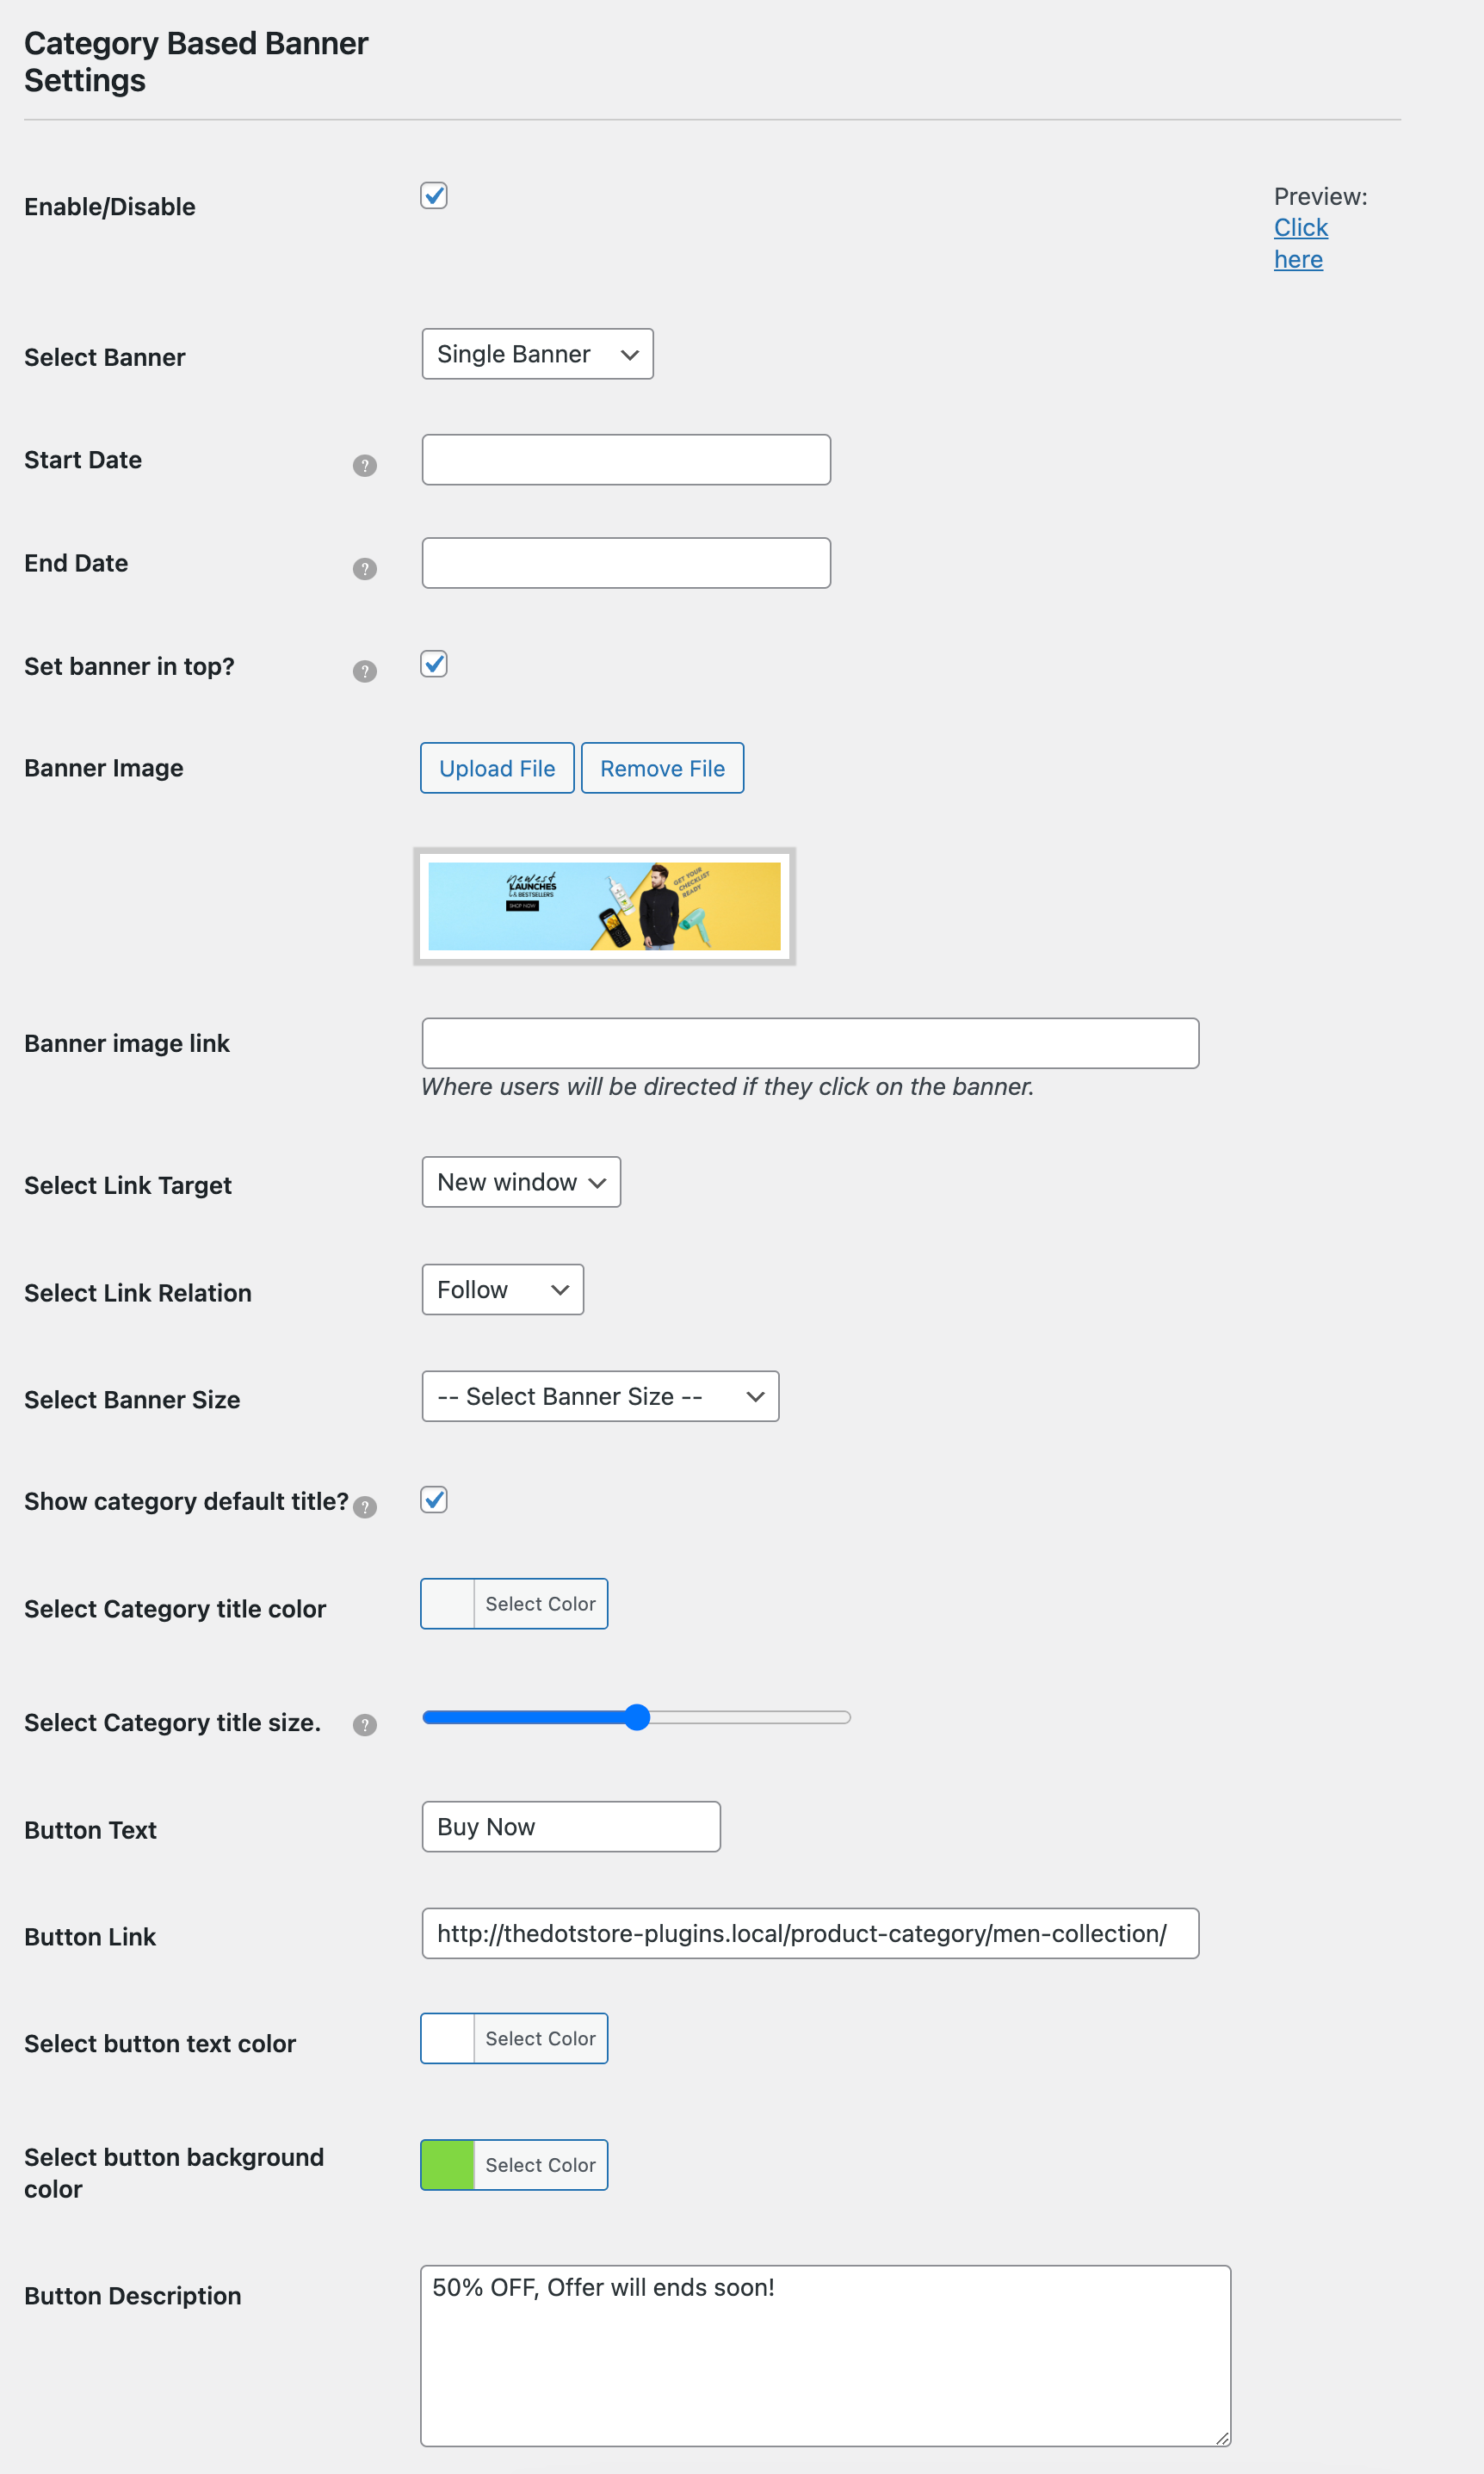 Category Based Banner
Settings
Enable/Disable
Preview:
Click
here
Select Banner
Single Banner
Start Date
?
End Date
?
Set banner in top?
?
Banner Image
Upload File
Remove File
newest
LAUNCHES
& BESTSELLERS
SHOP NOW
GET YOUR
CHECKLIST
READY
Banner image link
Where users will be directed if they click on the banner.
Select Link Target
New window
Select Link Relation
Follow
Select Banner Size
-- Select Banner Size --
Show category default title?
?
Select Category title color
Select Color
Select Category title size.
?
Button Text
Buy Now
Button Link
http://thedotstore-plugins.local/product-category/men-collection/
Select button text color
Select Color
Select button background
color
Select Color
Button Description
50% OFF, Offer will ends soon!